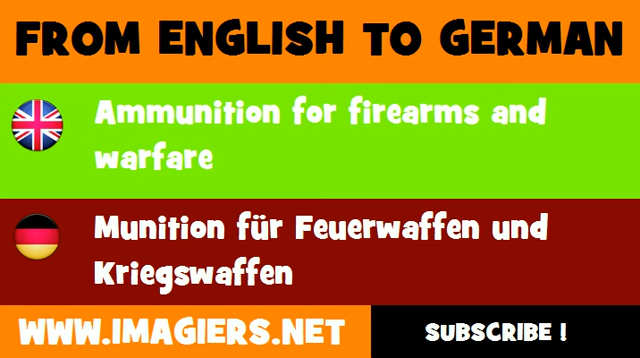 FROM ENGLISH TO GERMAN
Ammunition for firearms and
warfare
Munition für Feuerwaffen und
Kriegswaffen
WWW.IMAGIERS.NET
SUBSCRIBE !